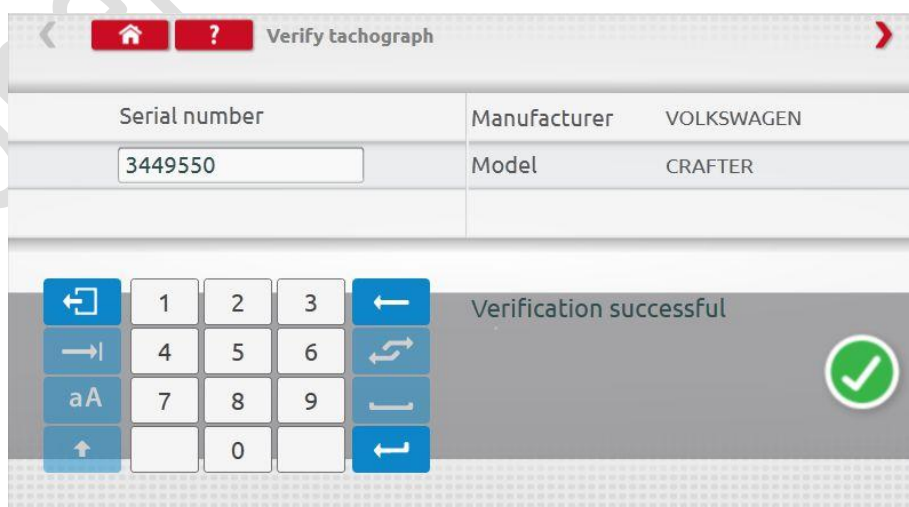 ? Verify tachograph
Serial number
Manufacturer VOLKSWAGEN
3449550
Model CRAFTER
1 2 3
Verification successful
4 5 6
aA 7 8 9
0